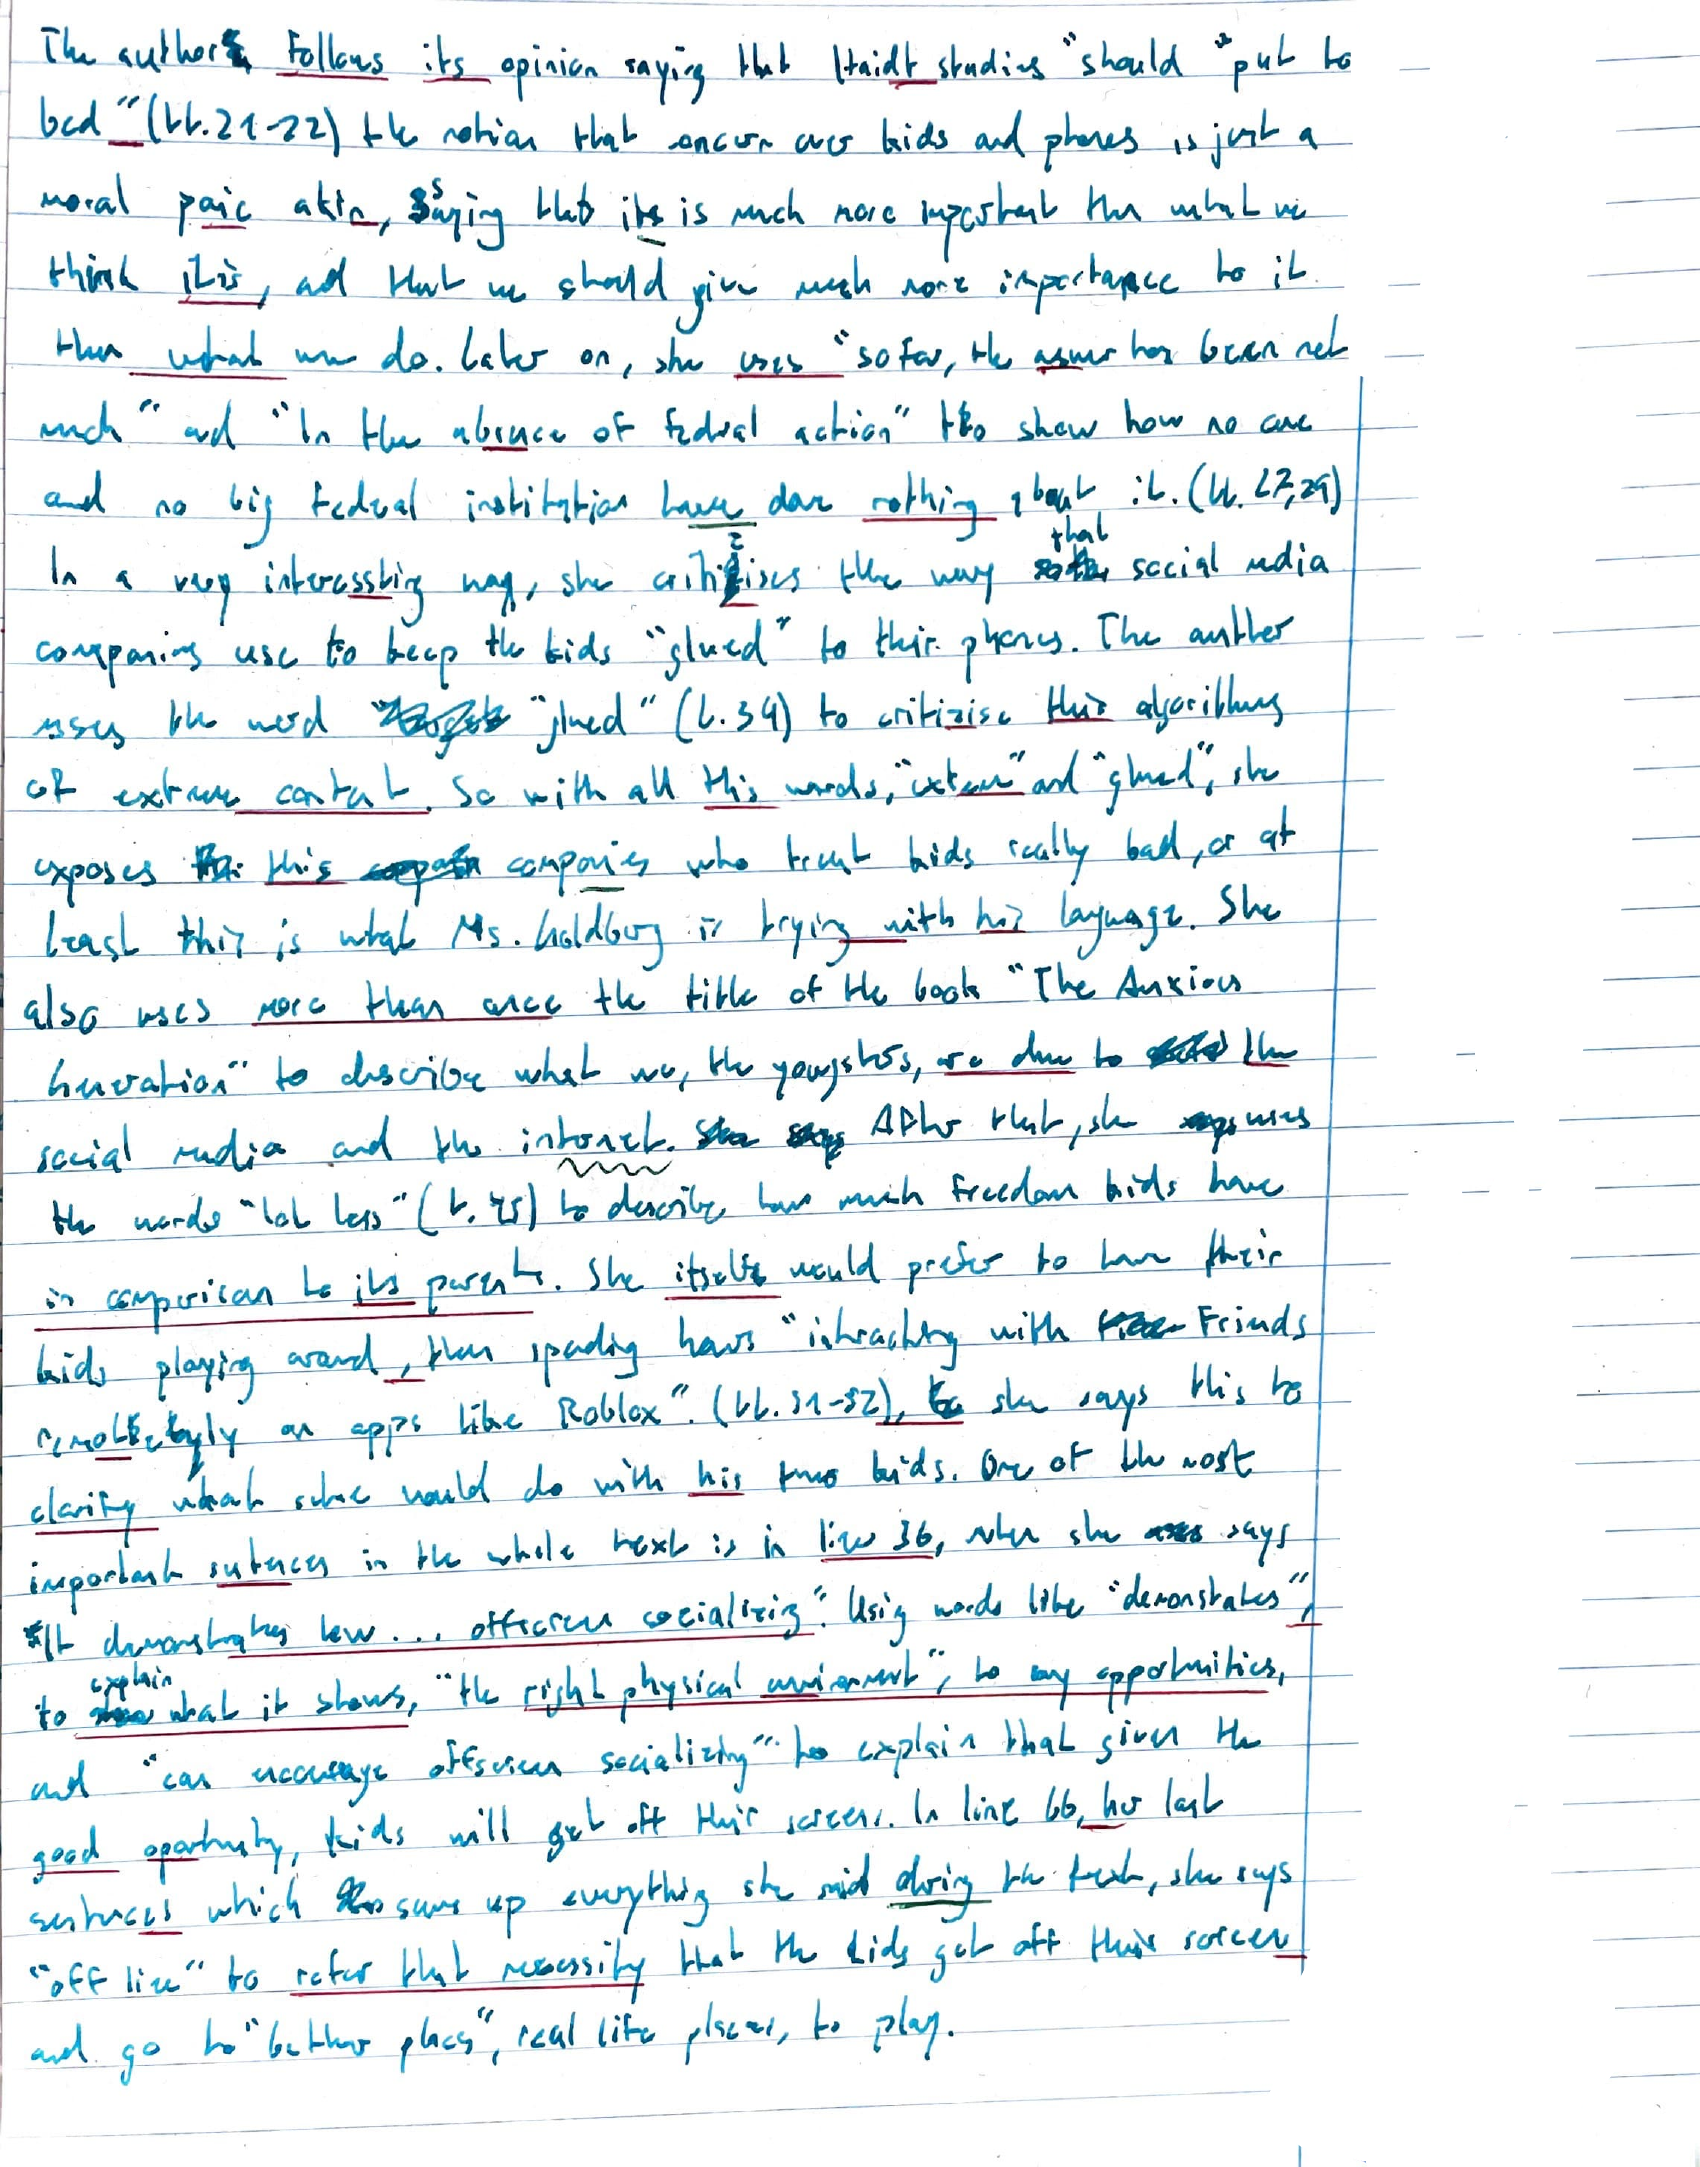 The author follows its opinion saying that Haidt studies "should "put to
bed" (ll. 21-22) the notion that concern over kids and phones is just a
moral paic akin, saying that its is much more important than what we
think itis, and that we should give much more importance to it
then what we do. Later on, she uses "so far, the aswer has been not
much" and "In the absence of federal action" to show how no one
and no big federal institution have done nothing about it. (ll. 27,29)
In a very interessting way, she critizises the way that social media
companies use to keep the kids "glued" to their phones. The author
uses the word "glued" (l. 34) to critizise this algorithms
of extreme content. So with all this words, "extreme" and "glued", she
exposes this companies who treat kids really bad, or at
least this is what Ms. Goldberg is trying with his language. She
also uses more than once the title of the book "The Anxious
Generation" to describe what we, the youngsters, are due to the
social media and the internet. After that, she uses
the words "lot less" (l. 45) to describe how much freedom kids have
in comparison to its parents. She itself would prefer to have their
kids playing around, then spending hours "interacting with Friends
remotely on apps like Roblox". (ll. 51-52), she says this to
clarify what she would do with his two kids. One of the most
important sentences in the whole text is in line 36, when she says
"It demonstrates how... offscreen socializing". Using words like "demonstrates",
to explain what it shows, "the right physical environment", to say opportunities,
and "can encourage offscreen socializing" to explain that given the
good oportunity, kids will get off their screens. In line 66, her last
sentences which sums up everything she said during the text, she says
"off line" to refer that necessity that the kids get off their screen
and go to "better places", real life places, to play.